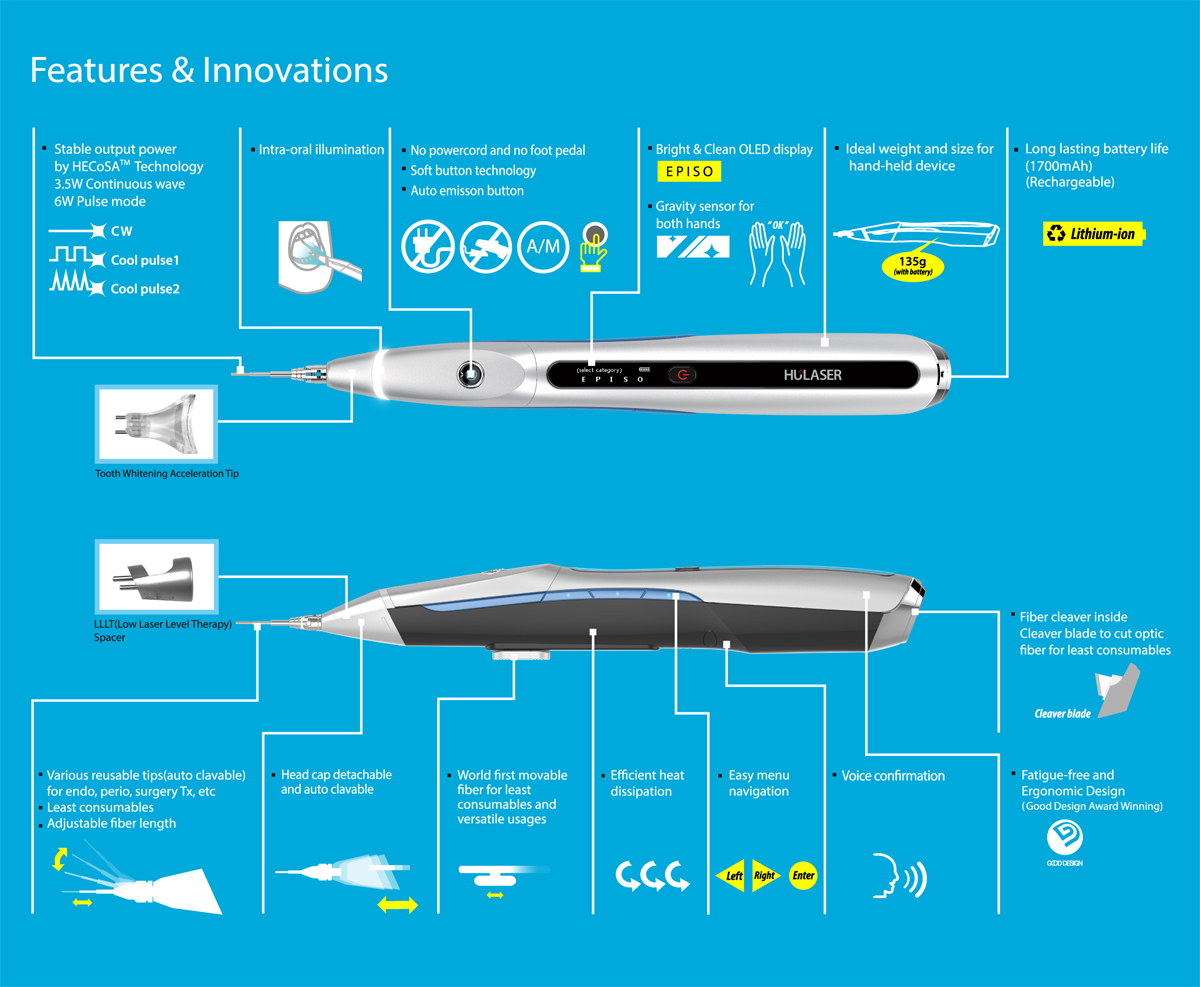 Features & Innovations
▪ Stable output power
by HECoSA™ Technology
3.5W Continuous wave
6W Pulse mode
CW
Cool pulse1
Cool pulse2
▪ Intra-oral illumination
▪ No powercord and no foot pedal
▪ Soft button technology
▪ Auto emisson button
A/M
▪ Bright & Clean OLED display
EPISO
▪ Gravity sensor for
both hands
"OK"
▪ Ideal weight and size for
hand-held device
135g
(with battery)
▪ Long lasting battery life
(1700mAh)
(Rechargeable)
Lithium-ion
(select category)
E P I S O
HULASER
Tooth Whitening Acceleration Tip
LLLT(Low Laser Level Therapy)
Spacer
▪ Fiber cleaver inside
Cleaver blade to cut optic
fiber for least consumables
Cleaver blade
▪ Various reusable tips(auto clavable)
for endo, perio, surgery Tx, etc
▪ Least consumables
▪ Adjustable fiber length
▪ Head cap detachable
and auto clavable
▪ World first movable
fiber for least
consumables and
versatile usages
▪ Efficient heat
dissipation
▪ Easy menu
navigation
Left
Right
Enter
▪ Voice confirmation
▪ Fatigue-free and
Ergonomic Design
(Good Design Award Winning)
GOOD DESIGN